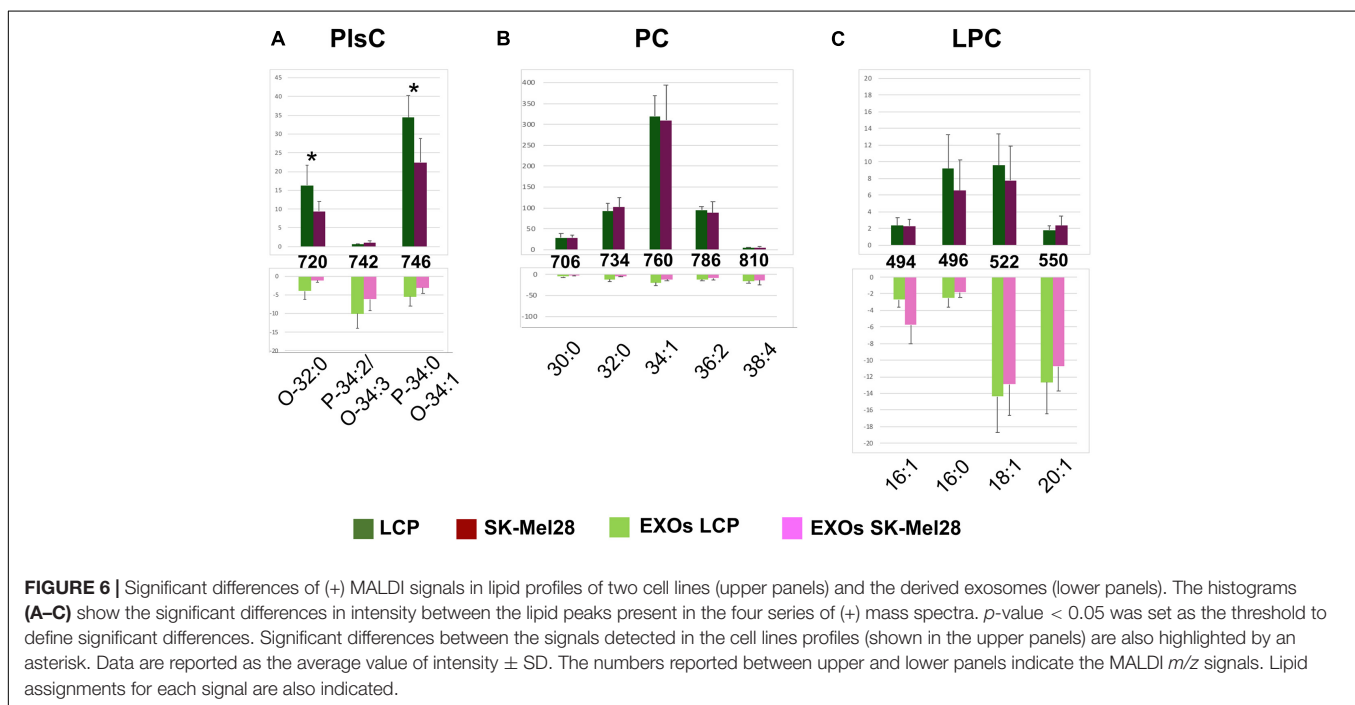 A PlsC
B PC
C LPC
45
40
35
30
25
20
15
10
5
0
*
*
720 742 746
0
-5
-10
-15
-20
O-32:0
P-34:2/
O-34:3
P-34:0
O-34:1
400
350
300
250
200
150
100
50
0
706 734 760 786 810
0
-50
-100
30:0 32:0 34:1 36:2 38:4
20
18
16
14
12
10
8
6
4
2
0
494 496 522 550
0
-2
-4
-6
-8
-10
-12
-14
-16
-18
-20
16:1 16:0 18:1 20:1
LCP SK-Mel28 EXOs LCP EXOs SK-Mel28
FIGURE 6 | Significant differences of (+) MALDI signals in lipid profiles of two cell lines (upper panels) and the derived exosomes (lower panels). The histograms
(A–C) show the significant differences in intensity between the lipid peaks present in the four series of (+) mass spectra. p-value < 0.05 was set as the threshold to
define significant differences. Significant differences between the signals detected in the cell lines profiles (shown in the upper panels) are also highlighted by an
asterisk. Data are reported as the average value of intensity ± SD. The numbers reported between upper and lower panels indicate the MALDI m/z signals. Lipid
assignments for each signal are also indicated.